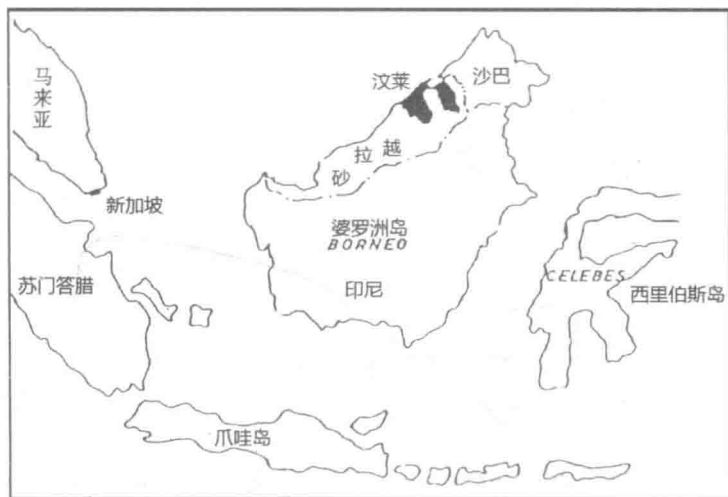 马来亚
汶莱
沙巴
砂拉越
新加坡
婆罗洲岛
BORNEO
苏门答腊
印尼
CELEBES
西里伯斯岛
爪哇岛